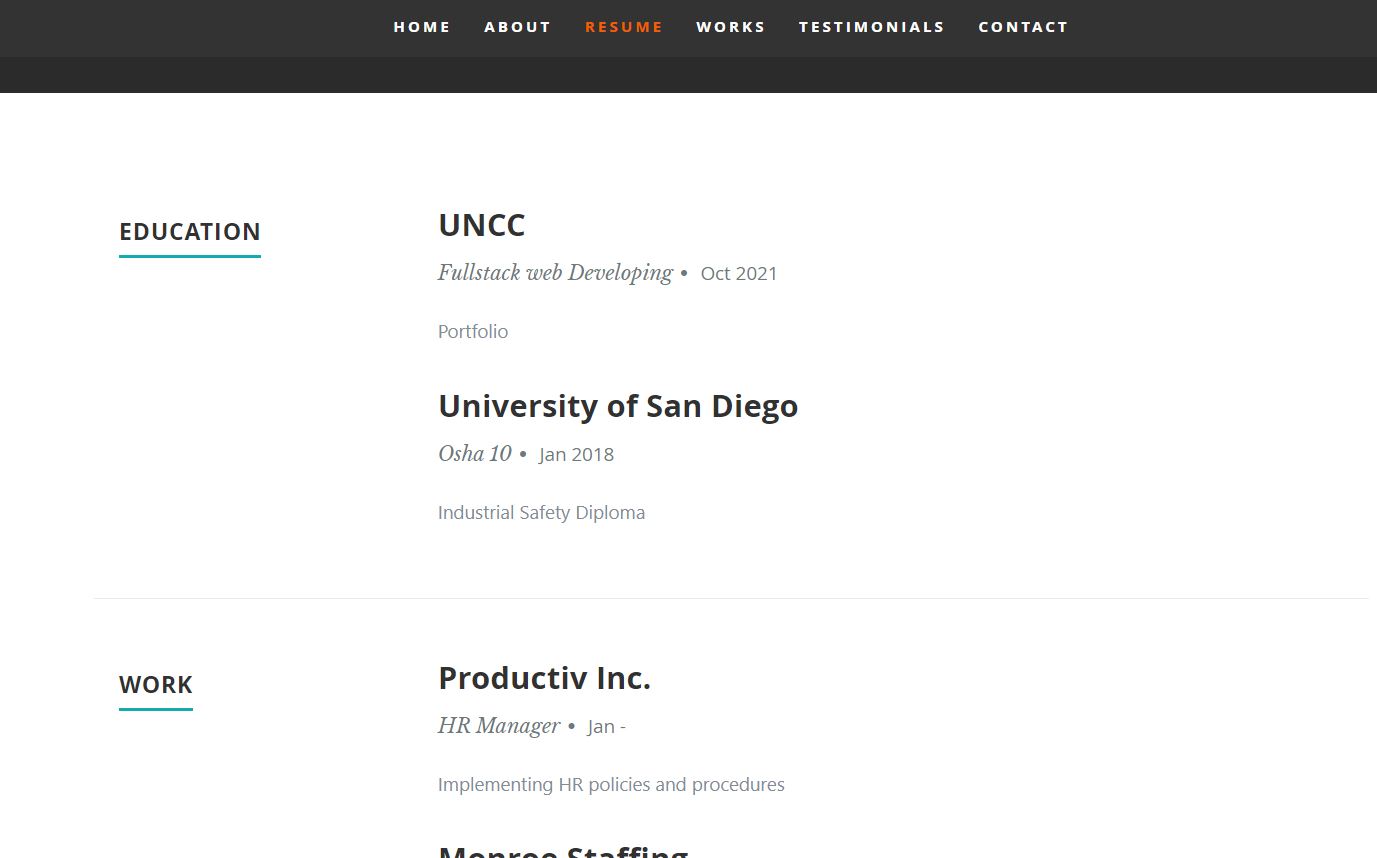 HOME ABOUT RESUME WORKS TESTIMONIALS CONTACT
EDUCATION
UNCC
Fullstack web Developing • Oct 2021
Portfolio
University of San Diego
Osha 10 • Jan 2018
Industrial Safety Diploma
WORK
Productiv Inc.
HR Manager • Jan -
Implementing HR policies and procedures
Monroe Staffing